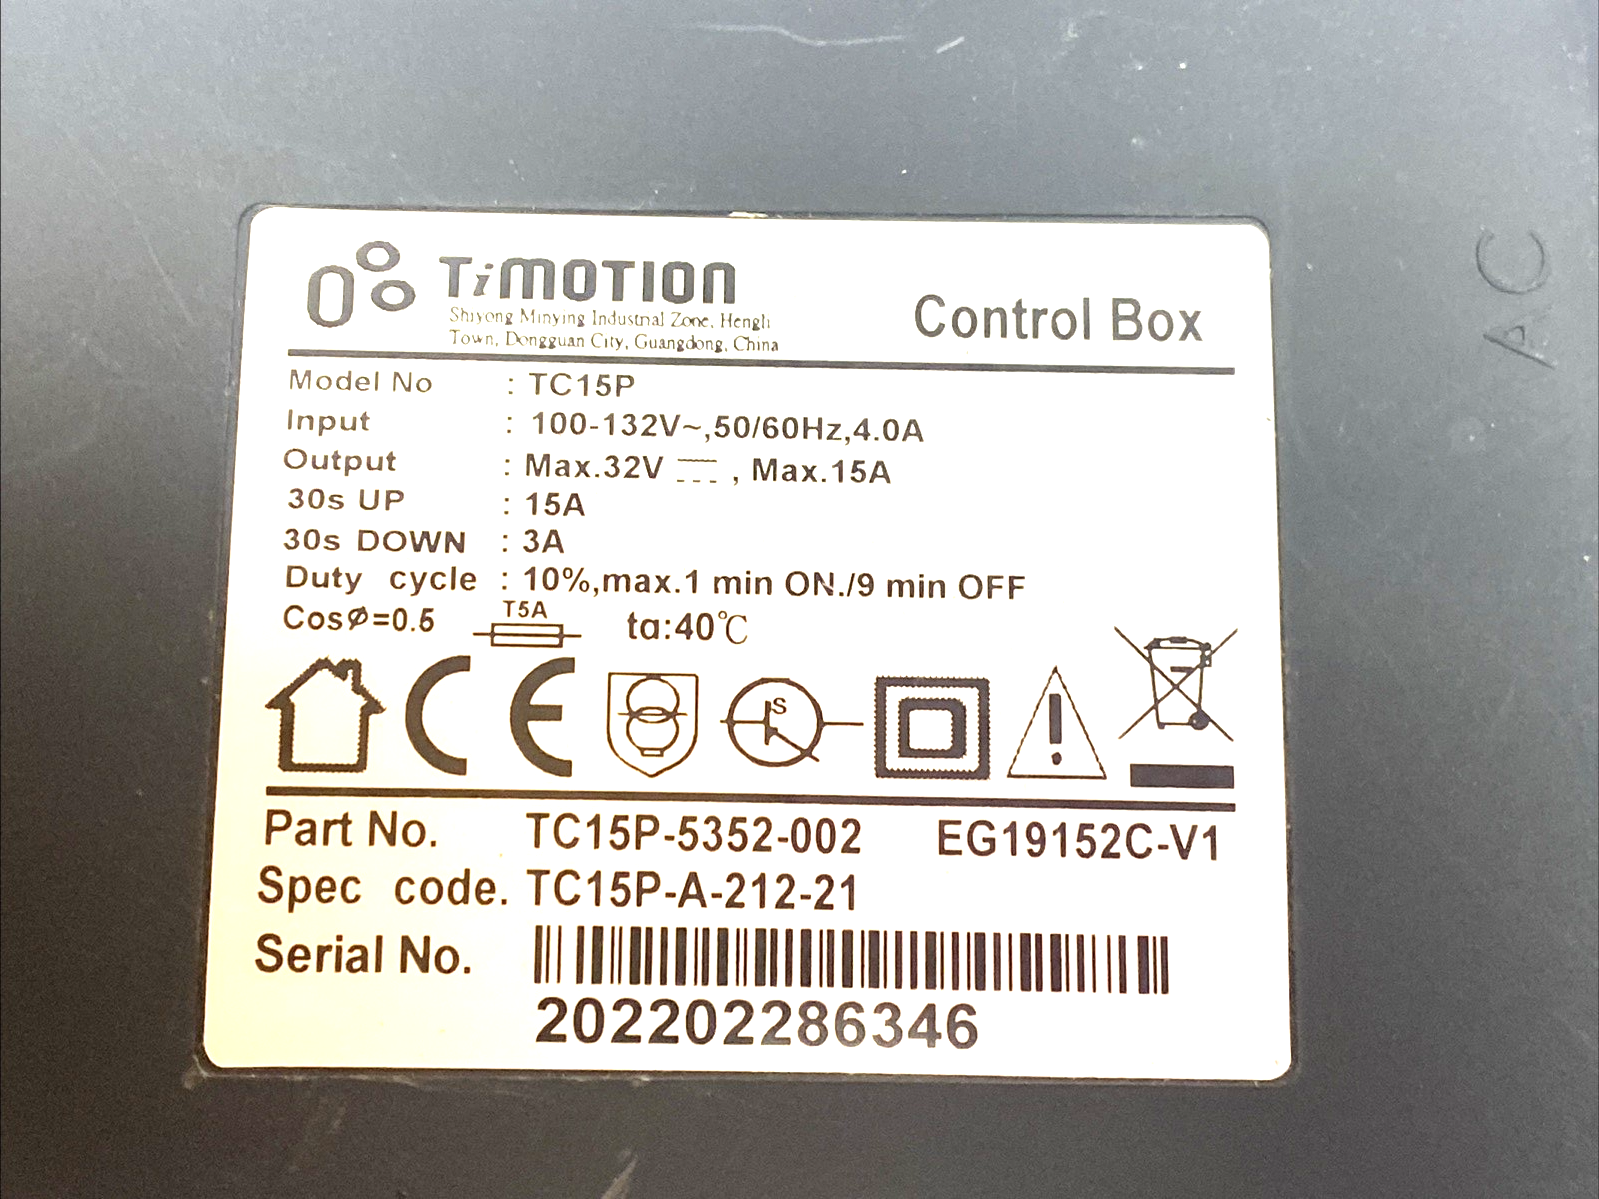 TiMOTION
Control Box
Shiyong Minying Industrial Zone, Hengli
Town, Dongguan City, Guangdong, China
Model No : TC15P
Input : 100-132V~,50/60Hz,4.0A
Output : Max.32V ⎓ , Max.15A
30s UP : 15A
30s DOWN : 3A
Duty cycle : 10%,max.1 min ON./9 min OFF
Cosφ=0.5 T5A ta:40℃
CE S
Part No. TC15P-5352-002 EG19152C-V1
Spec code. TC15P-A-212-21
Serial No.
202202286346
AC